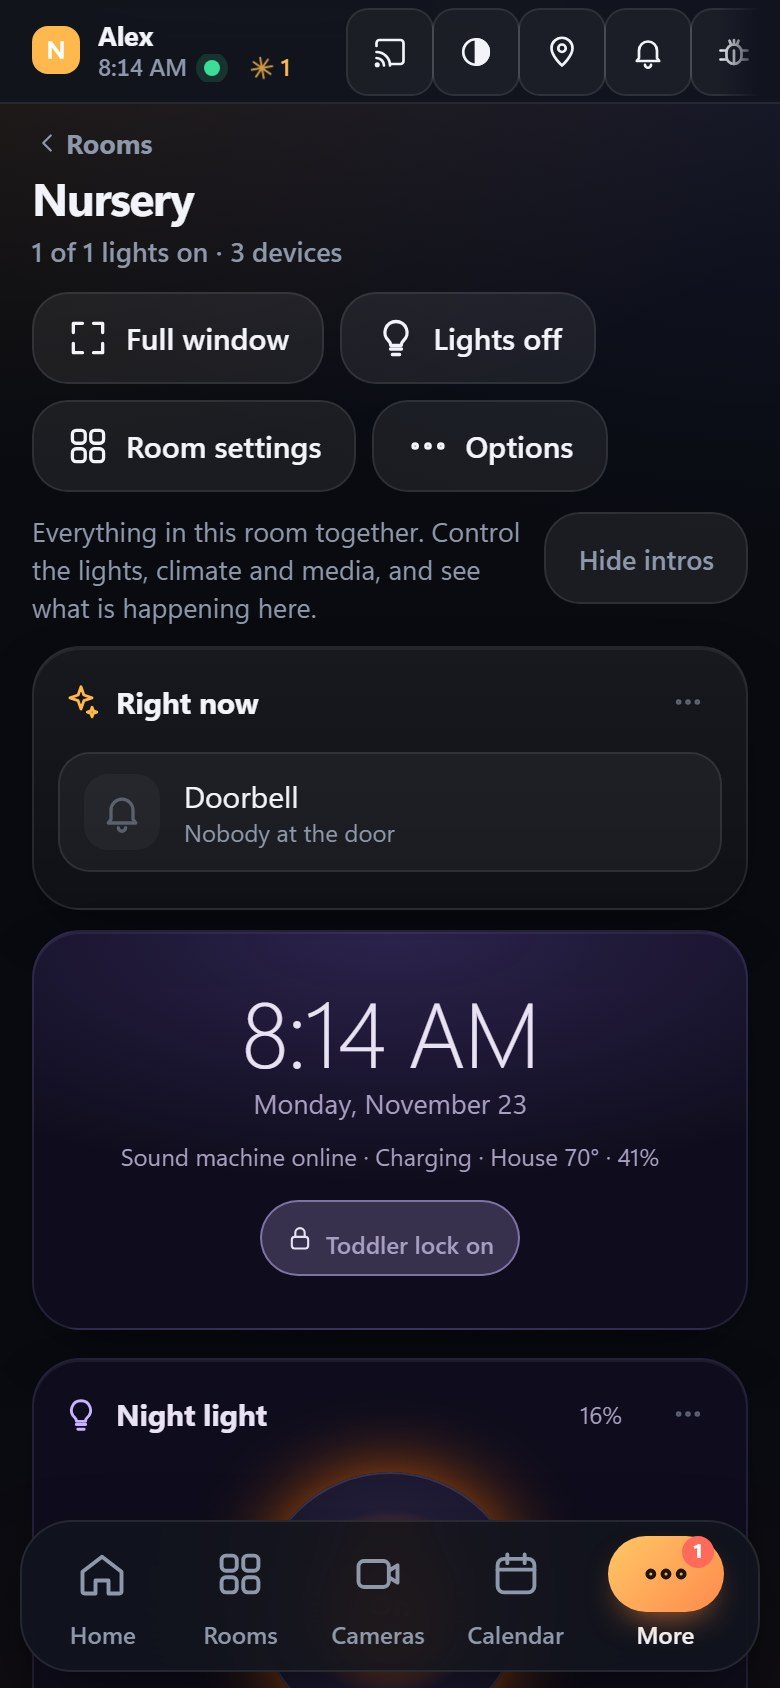 N
Alex
8:14 AM
1
Rooms
Nursery
1 of 1 lights on · 3 devices
Full window
Lights off
Room settings
Options
Everything in this room together. Control
the lights, climate and media, and see
what is happening here.
Hide intros
Right now
Doorbell
Nobody at the door
8:14 AM
Monday, November 23
Sound machine online · Charging · House 70° · 41%
Toddler lock on
Night light
16%
1
Home
Rooms
Cameras
Calendar
More